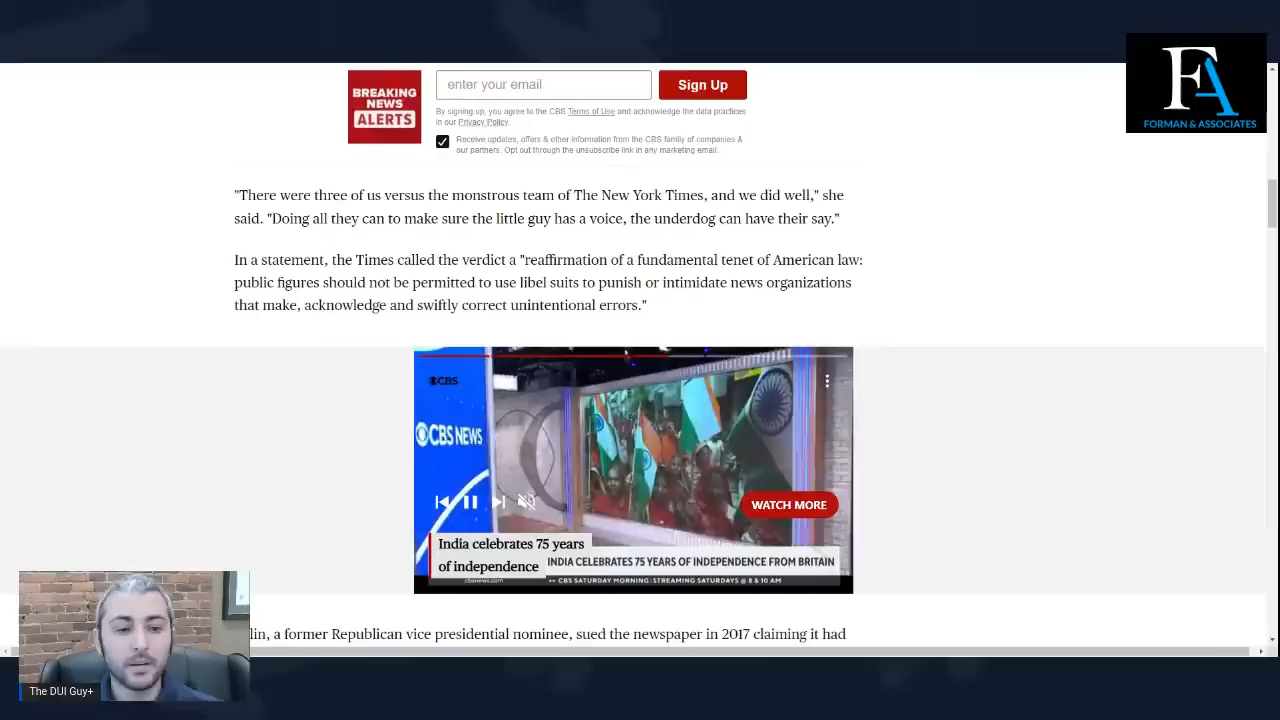 enter your email
Sign Up
BREAKING
NEWS
ALERTS
By signing up, you agree to the CBS Terms of Use and acknowledge the data practices
in our Privacy Policy.
Receive updates, offers & other information from the CBS family of companies &
our partners. Opt out through the unsubscribe link in any marketing email.
FA
FORMAN & ASSOCIATES
"There were three of us versus the monstrous team of The New York Times, and we did well," she
said. "Doing all they can to make sure the little guy has a voice, the underdog can have their say."
In a statement, the Times called the verdict a "reaffirmation of a fundamental tenet of American law:
public figures should not be permitted to use libel suits to punish or intimidate news organizations
that make, acknowledge and swiftly correct unintentional errors."
CBS
CBS NEWS
WATCH MORE
India celebrates 75 years
of independence
INDIA CELEBRATES 75 YEARS OF INDEPENDENCE FROM BRITAIN
cbsnews.com
CBS SATURDAY MORNING: STREAMING SATURDAYS @ 8 & 10 AM
lin, a former Republican vice presidential nominee, sued the newspaper in 2017 claiming it had
The DUI Guy+